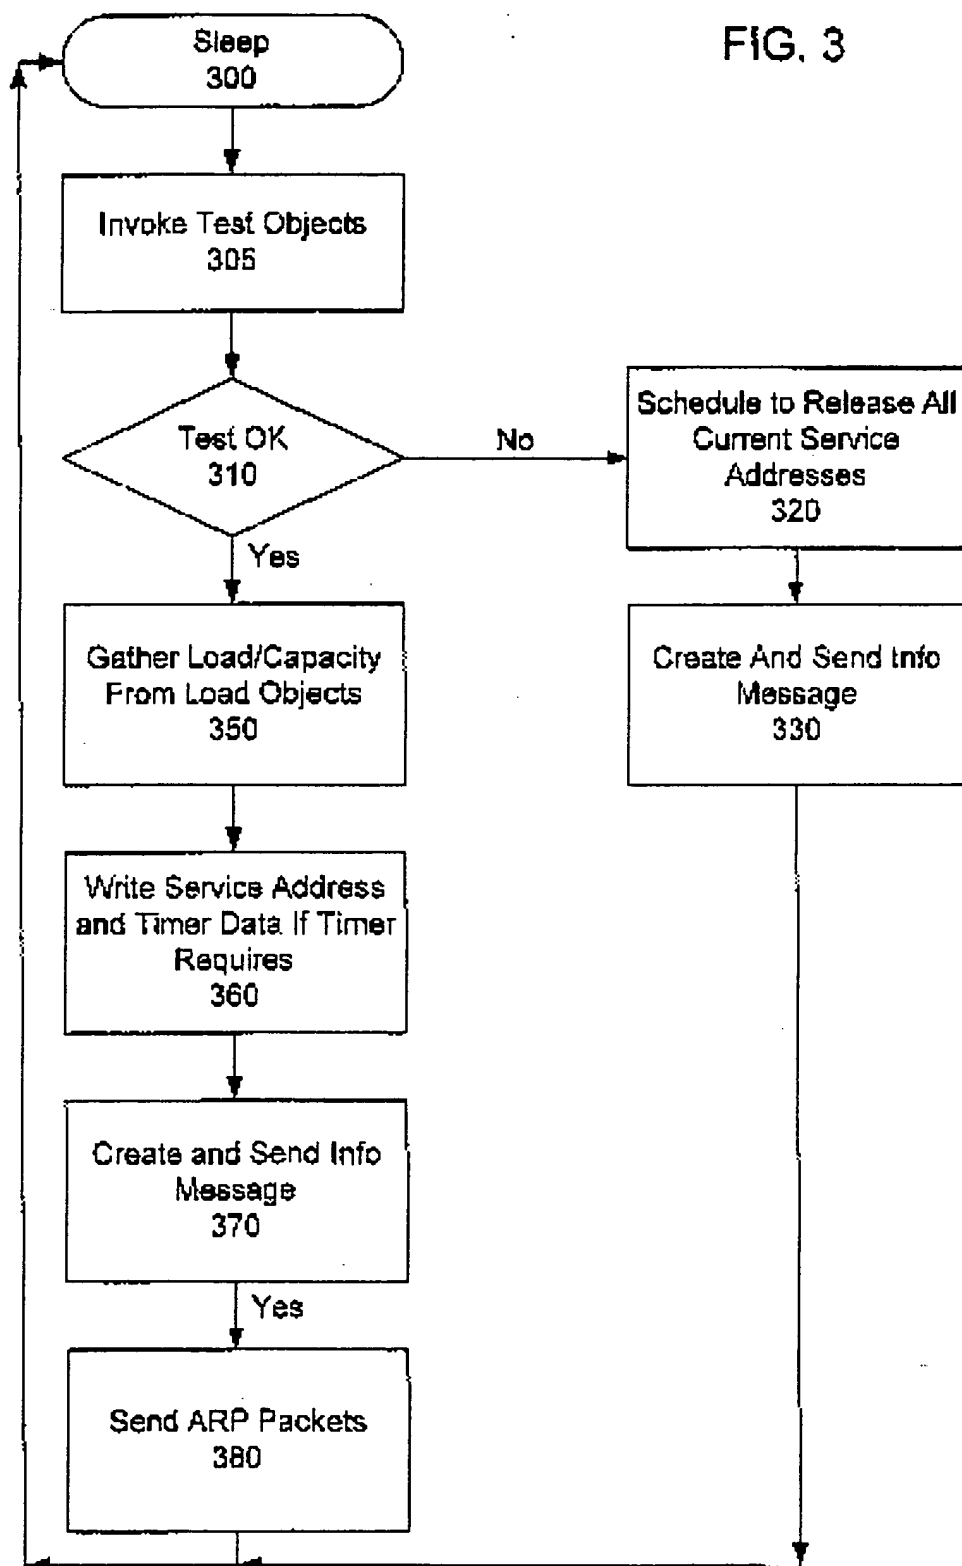 FIG. 3
Sleep
300
Invoke Test Objects
305
Test OK
310
No
Schedule to Release All
Current Service
Addresses
320
Yes
Gather Load/Capacity
From Load Objects
350
Create And Send Info
Message
330
Write Service Address
and Timer Data If Timer
Requires
360
Create and Send Info
Message
370
Yes
Send ARP Packets
380